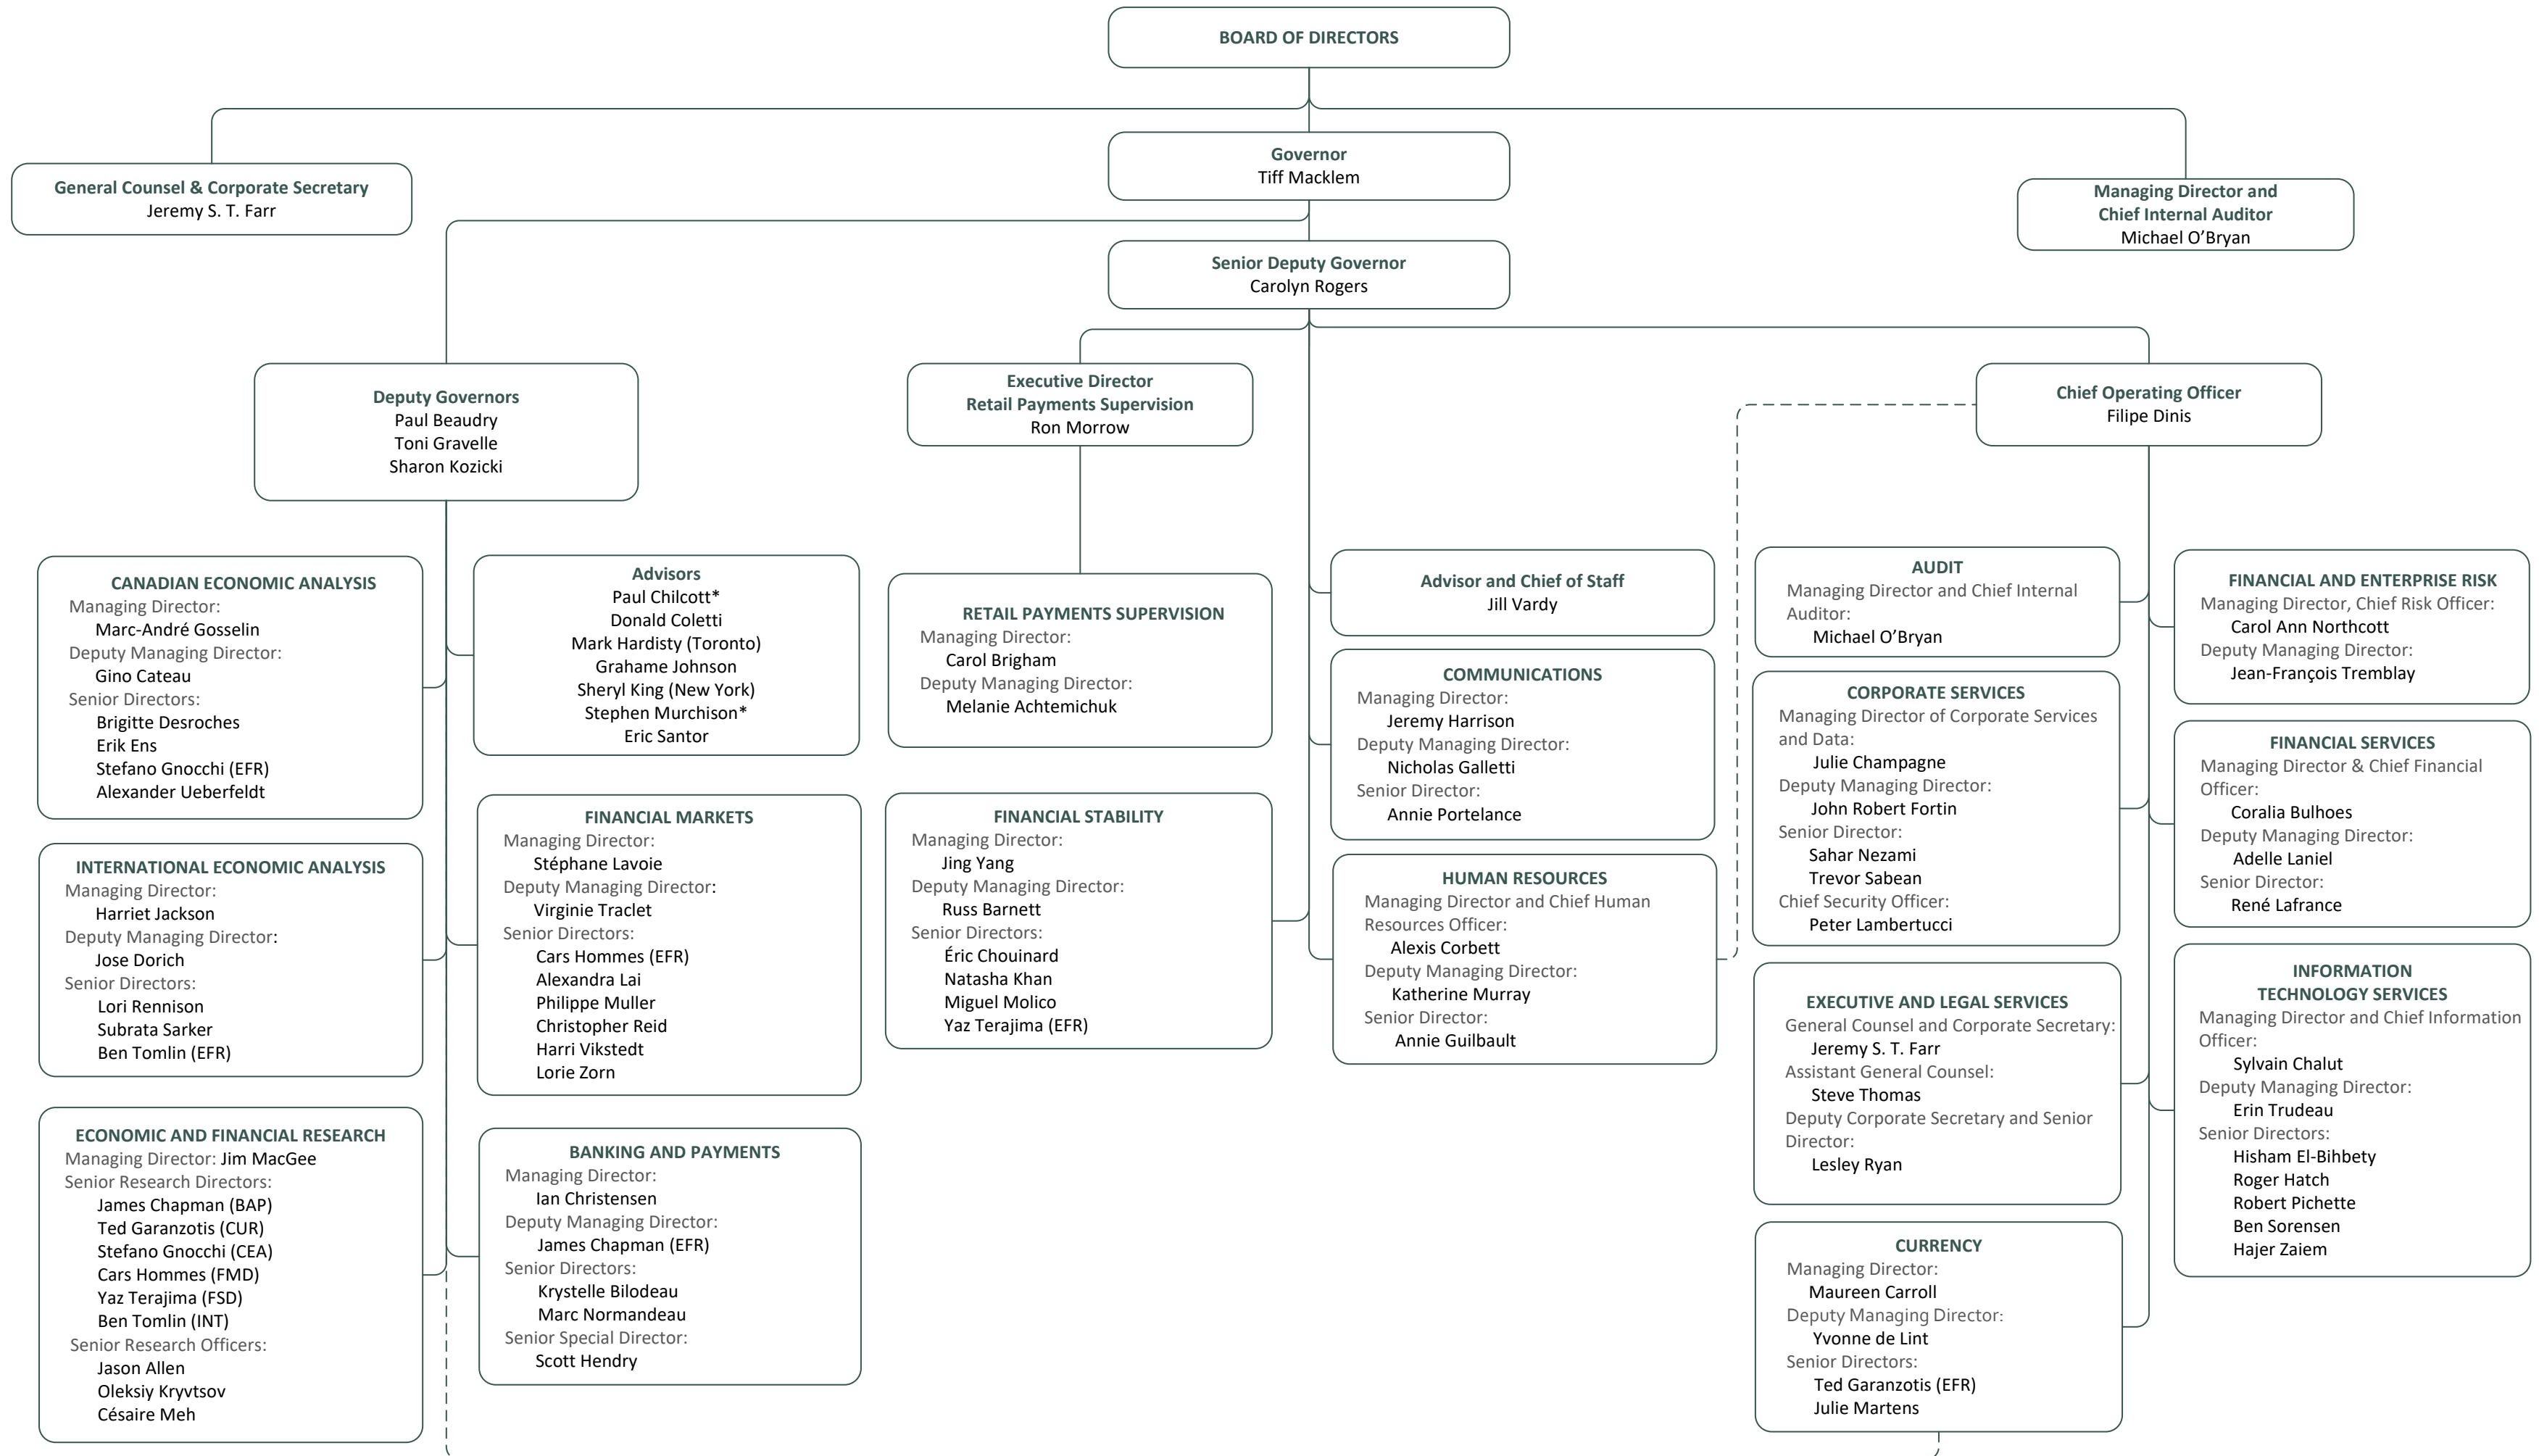 BOARD OF DIRECTORS
General Counsel & Corporate Secretary
Jeremy S. T. Farr
Governor
Tiff Macklem
Managing Director and
Chief Internal Auditor
Michael O’Bryan
Senior Deputy Governor
Carolyn Rogers
Deputy Governors
Paul Beaudry
Toni Gravelle
Sharon Kozicki
Executive Director
Retail Payments Supervision
Ron Morrow
Chief Operating Officer
Filipe Dinis
CANADIAN ECONOMIC ANALYSIS
Managing Director:
Marc-André Gosselin
Deputy Managing Director:
Gino Cateau
Senior Directors:
Brigitte Desroches
Erik Ens
Stefano Gnocchi (EFR)
Alexander Ueberfeldt
INTERNATIONAL ECONOMIC ANALYSIS
Managing Director:
Harriet Jackson
Deputy Managing Director:
Jose Dorich
Senior Directors:
Lori Rennison
Subrata Sarker
Ben Tomlin (EFR)
ECONOMIC AND FINANCIAL RESEARCH
Managing Director: Jim MacGee
Senior Research Directors:
James Chapman (BAP)
Ted Garanzotis (CUR)
Stefano Gnocchi (CEA)
Cars Hommes (FMD)
Yaz Terajima (FSD)
Ben Tomlin (INT)
Senior Research Officers:
Jason Allen
Oleksiy Kryvtsov
Césaire Meh
Advisors
Paul Chilcott*
Donald Coletti
Mark Hardisty (Toronto)
Grahame Johnson
Sheryl King (New York)
Stephen Murchison*
Eric Santor
FINANCIAL MARKETS
Managing Director:
Stéphane Lavoie
Deputy Managing Director:
Virginie Traclet
Senior Directors:
Cars Hommes (EFR)
Alexandra Lai
Philippe Muller
Christopher Reid
Harri Vikstedt
Lorie Zorn
BANKING AND PAYMENTS
Managing Director:
Ian Christensen
Deputy Managing Director:
James Chapman (EFR)
Senior Directors:
Krystelle Bilodeau
Marc Normandeau
Senior Special Director:
Scott Hendry
RETAIL PAYMENTS SUPERVISION
Managing Director:
Carol Brigham
Deputy Managing Director:
Melanie Achtemichuk
FINANCIAL STABILITY
Managing Director:
Jing Yang
Deputy Managing Director:
Russ Barnett
Senior Directors:
Éric Chouinard
Natasha Khan
Miguel Molico
Yaz Terajima (EFR)
Advisor and Chief of Staff
Jill Vardy
COMMUNICATIONS
Managing Director:
Jeremy Harrison
Deputy Managing Director:
Nicholas Galletti
Senior Director:
Annie Portelance
HUMAN RESOURCES
Managing Director and Chief Human
Resources Officer:
Alexis Corbett
Deputy Managing Director:
Katherine Murray
Senior Director:
Annie Guilbault
AUDIT
Managing Director and Chief Internal
Auditor:
Michael O’Bryan
CORPORATE SERVICES
Managing Director of Corporate Services
and Data:
Julie Champagne
Deputy Managing Director:
John Robert Fortin
Senior Director:
Sahar Nezami
Trevor Sabean
Chief Security Officer:
Peter Lambertucci
EXECUTIVE AND LEGAL SERVICES
General Counsel and Corporate Secretary:
Jeremy S. T. Farr
Assistant General Counsel:
Steve Thomas
Deputy Corporate Secretary and Senior
Director:
Lesley Ryan
CURRENCY
Managing Director:
Maureen Carroll
Deputy Managing Director:
Yvonne de Lint
Senior Directors:
Ted Garanzotis (EFR)
Julie Martens
FINANCIAL AND ENTERPRISE RISK
Managing Director, Chief Risk Officer:
Carol Ann Northcott
Deputy Managing Director:
Jean-François Tremblay
FINANCIAL SERVICES
Managing Director & Chief Financial
Officer:
Coralia Bulhoes
Deputy Managing Director:
Adelle Laniel
Senior Director:
René Lafrance
INFORMATION
TECHNOLOGY SERVICES
Managing Director and Chief Information
Officer:
Sylvain Chalut
Deputy Managing Director:
Erin Trudeau
Senior Directors:
Hisham El-Bihbety
Roger Hatch
Robert Pichette
Ben Sorensen
Hajer Zaiem